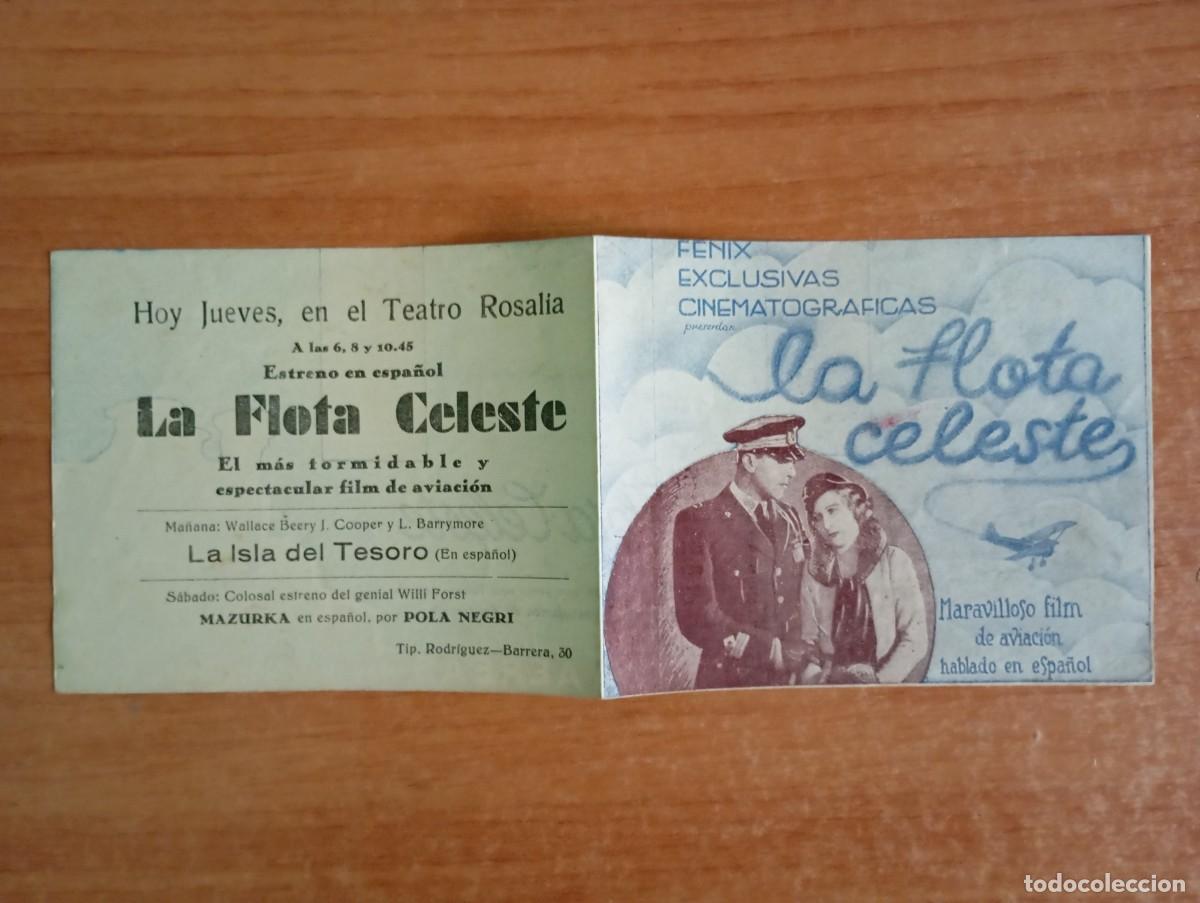 Hoy Jueves, en el Teatro Rosalia
A las 6, 8 y 10.45
Estreno en español
La Flota Celeste
El más formidable y
espectacular film de aviación
Mañana: Wallace Beery J. Cooper y L. Barrymore
La Isla del Tesoro (En español)
Sábado: Colosal estreno del genial Willi Forst
MAZURKA en español, por POLA NEGRI
Tip. Rodríguez—Barrera, 30
FENIX
EXCLUSIVAS
CINEMATOGRAFICAS
presentan
la flota
celeste
Maravilloso film
de aviación
hablado en español
todocoleccion